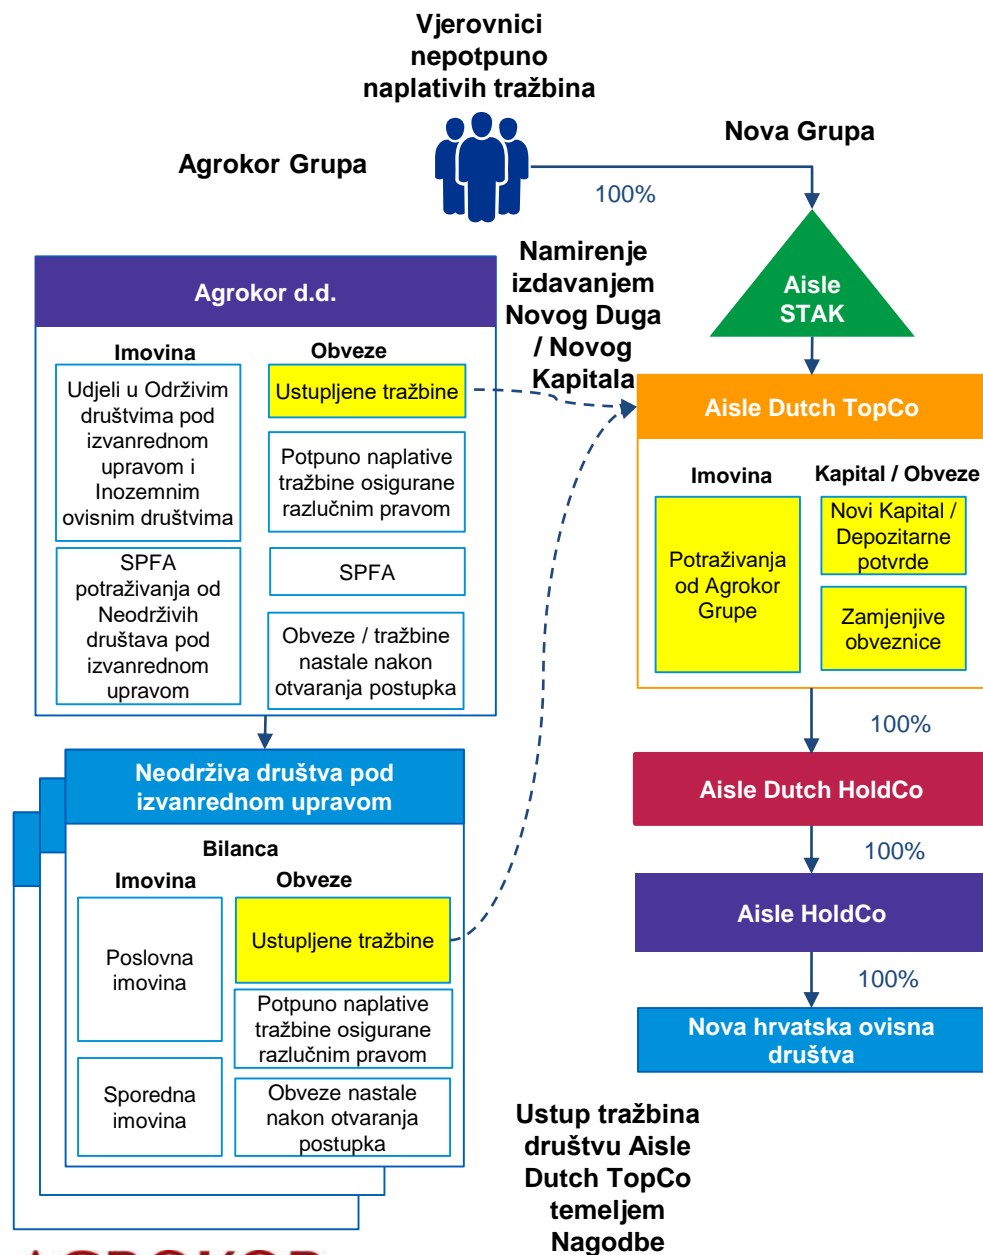 Vjerovnici
nepotpuno
naplativih tražbina
Agrokor Grupa
Nova Grupa
100%
Agrokor d.d.
Imovina
Obveze
Udjeli u Održivim
društvima pod
izvanrednom
upravom i
Inozemnim
ovisnim društvima
SPFA
potraživanja od
Neodrživih
društava pod
izvanrednom
upravom
Ustupljene tražbine
Potpuno naplative
tražbine osigurane
razlučnim pravom
SPFA
Obveze / tražbine
nastale nakon
otvaranja postupka
Namirenje
izdavanjem
Novog Duga
/ Novog
Kapitala
Aisle
STAK
Aisle Dutch TopCo
Imovina
Kapital / Obveze
Potraživanja
od Agrokor
Grupe
Novi Kapital /
Depozitarne
potvrde
Zamjenjive
obveznice
100%
Aisle Dutch HoldCo
100%
Aisle HoldCo
100%
Nova hrvatska ovisna
društva
Neodrživa društva pod
izvanrednom upravom
Bilanca
Imovina
Obveze
Poslovna
imovina
Sporedna
imovina
Ustupljene tražbine
Potpuno naplative
tražbine osigurane
razlučnim pravom
Obveze nastale
nakon otvaranja
postupka
Ustup tražbina
društvu Aisle
Dutch TopCo
temeljem
Nagodbe
AGROKOR